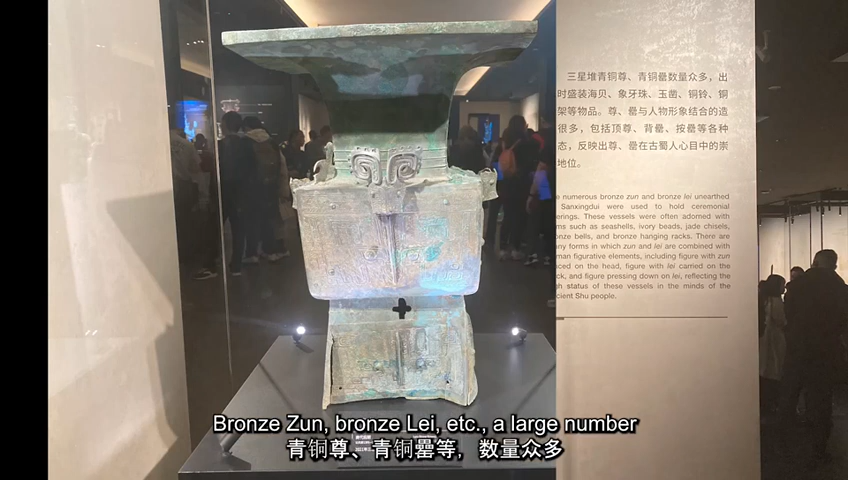 三星堆青铜尊、青铜罍数量众多，出
时盛装海贝、象牙珠、玉凿、铜铃、铜
架等物品。尊、罍与人物形象结合的造
很多，包括顶尊、背罍、按罍等各种
态，反映出尊、罍在古蜀人心目中的崇
地位。
numerous bronze zun and bronze lei unearthed
Sanxingdui were used to hold ceremonial
erings. These vessels were often adorned with
ms such as seashells, ivory beads, jade chisels,
onze bells, and bronze hanging racks. There are
any forms in which zun and lei are combined with
man figurative elements, including figure with zun
aced on the head, figure with lei carried on the
ck, and figure pressing down on lei, reflecting the
gh status of these vessels in the minds of the
cient Shu people.
Bronze Zun, bronze Lei, etc., a large number
青铜尊、青铜罍等，数量众多